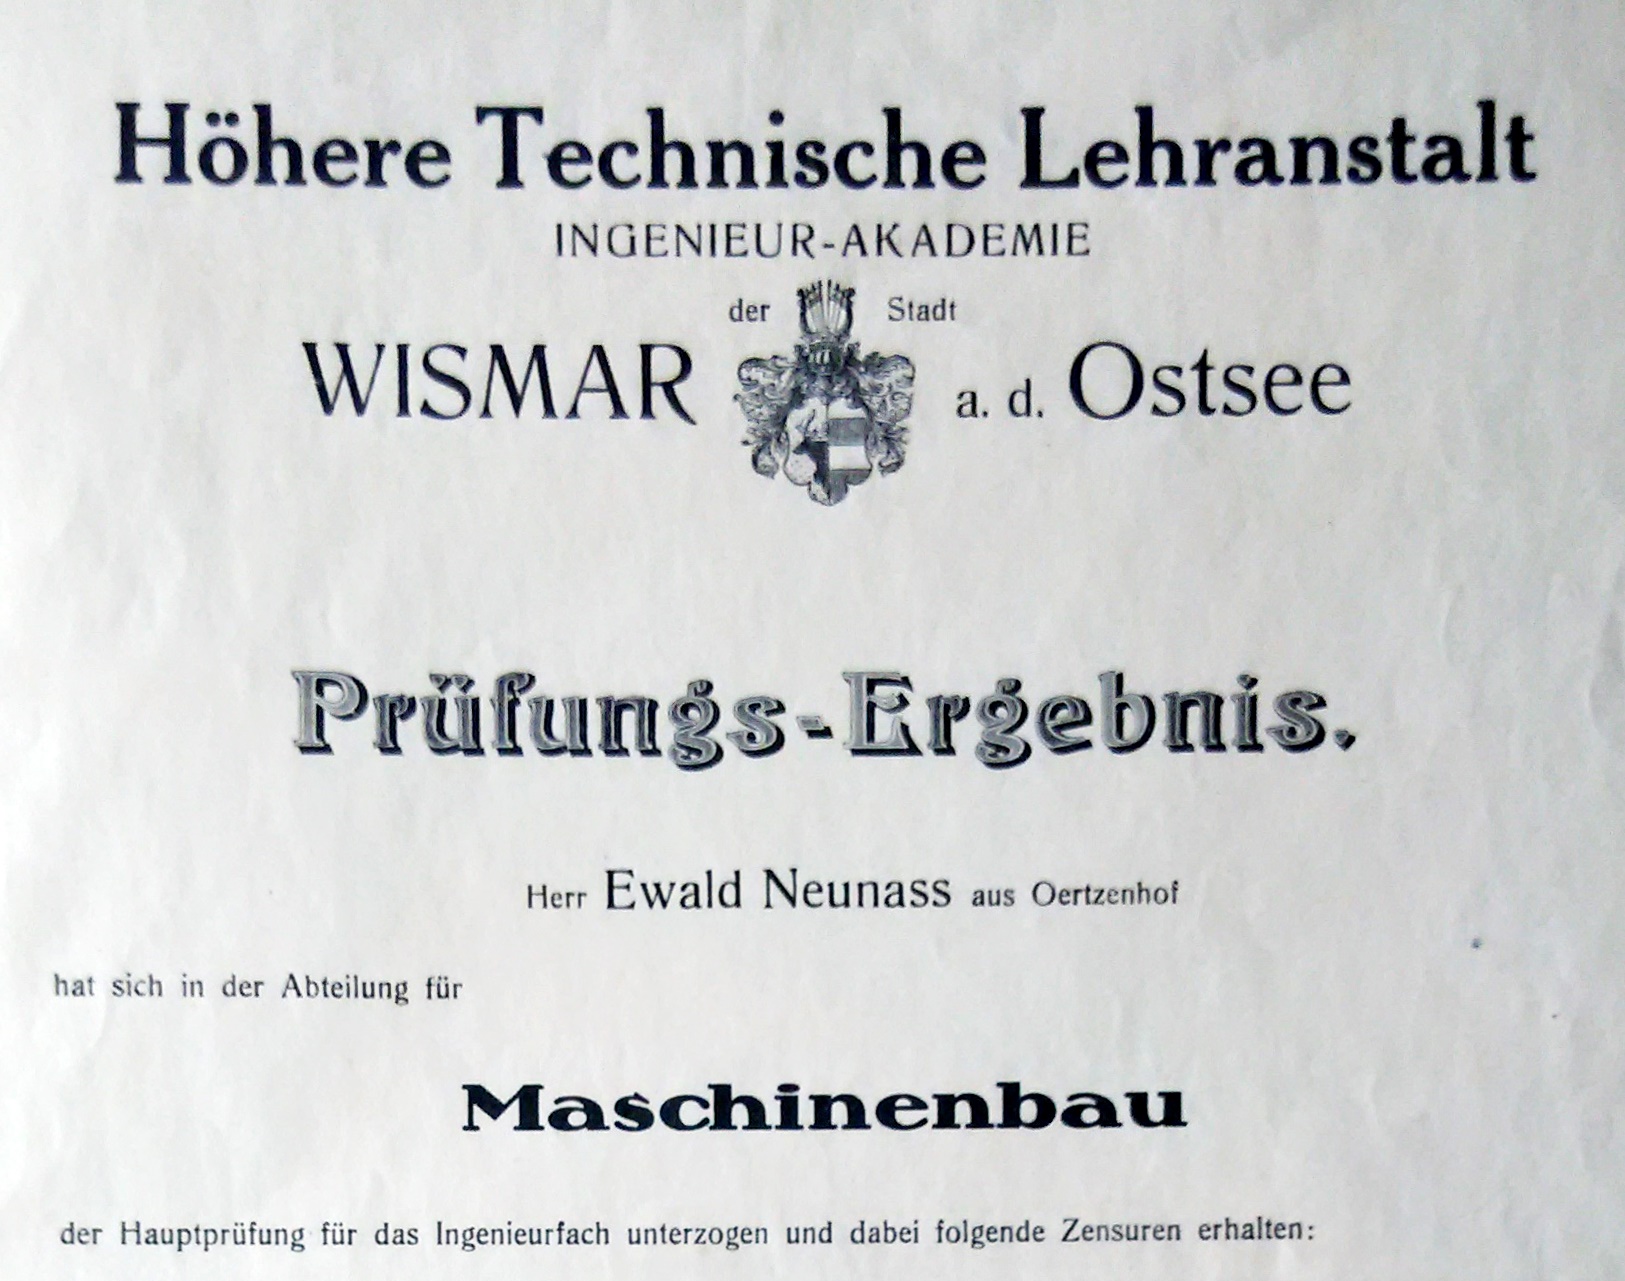 Höhere Technische Lehranstalt
INGENIEUR-AKADEMIE
der Stadt
WISMAR a. d. Ostsee
Prüfungs-Ergebnis.
Herr Ewald Neunass aus Oertzenhof
hat sich in der Abteilung für
Maschinenbau
der Hauptprüfung für das Ingenieurfach unterzogen und dabei folgende Zensuren erhalten: